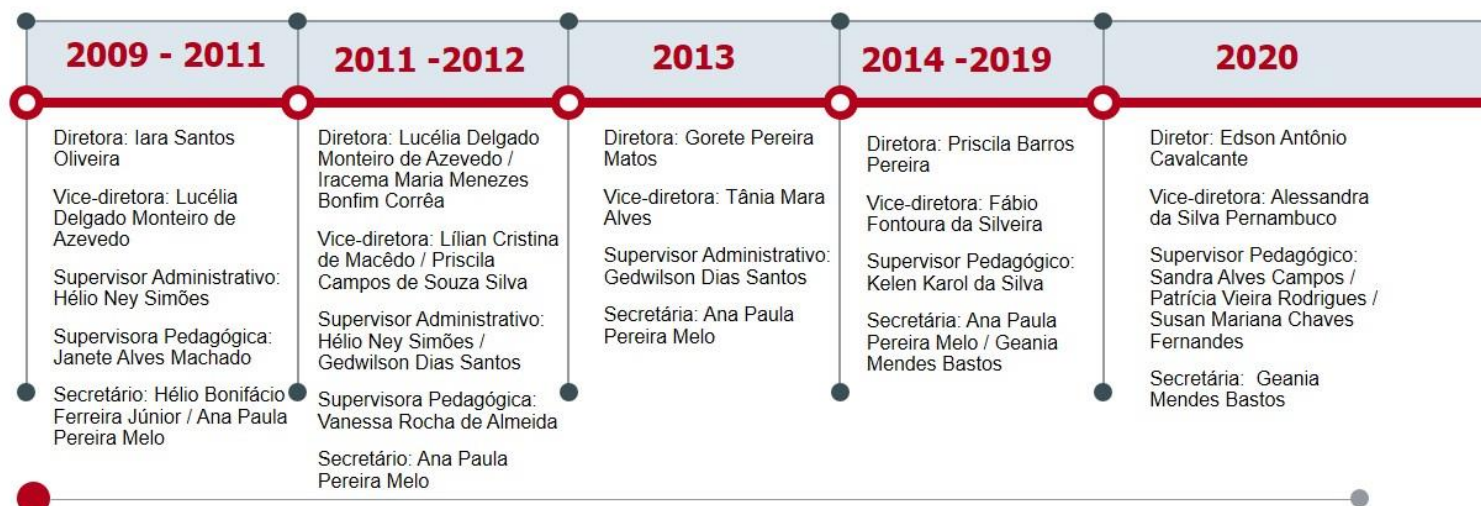 2009 - 2011
Diretora: Iara Santos
Oliveira
Vice-diretora: Lucélia
Delgado Monteiro de
Azevedo
Supervisor Administrativo:
Hélio Ney Simões
Supervisora Pedagógica:
Janete Alves Machado
Secretário: Hélio Bonifácio
Ferreira Júnior / Ana Paula
Pereira Melo
2011 -2012
Diretora: Lucélia Delgado
Monteiro de Azevedo /
Iracema Maria Menezes
Bonfim Corrêa
Vice-diretora: Lílian Cristina
de Macêdo / Priscila
Campos de Souza Silva
Supervisor Administrativo:
Hélio Ney Simões /
Gedwilson Dias Santos
Supervisora Pedagógica:
Vanessa Rocha de Almeida
Secretário: Ana Paula
Pereira Melo
2013
Diretora: Gorete Pereira
Matos
Vice-diretora: Tânia Mara
Alves
Supervisor Administrativo:
Gedwilson Dias Santos
Secretária: Ana Paula
Pereira Melo
2014 -2019
Diretora: Priscila Barros
Pereira
Vice-diretora: Fábio
Fontoura da Silveira
Supervisor Pedagógico:
Kelen Karol da Silva
Secretária: Ana Paula
Pereira Melo / Geania
Mendes Bastos
2020
Diretor: Edson Antônio
Cavalcante
Vice-diretora: Alessandra
da Silva Pernambuco
Supervisor Pedagógico:
Sandra Alves Campos /
Patrícia Vieira Rodrigues /
Susan Mariana Chaves
Fernandes
Secretária: Geania
Mendes Bastos